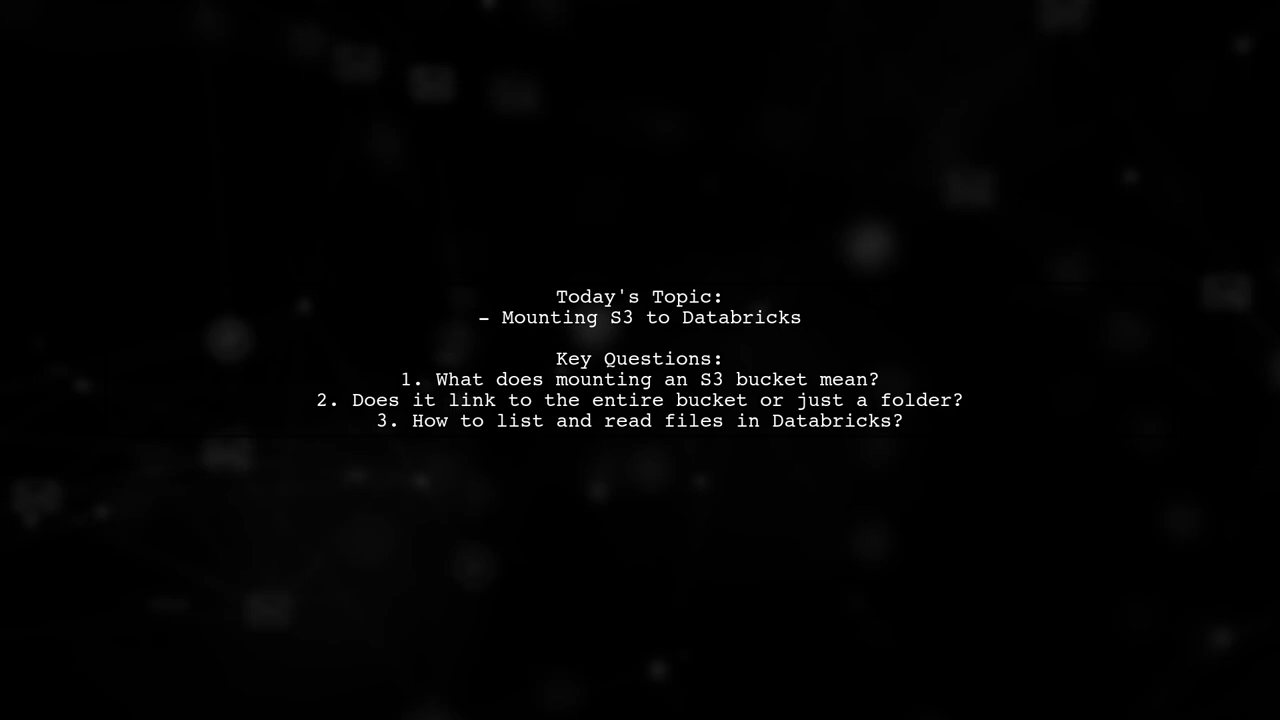 Today's Topic:
- Mounting S3 to Databricks
Key Questions:
1. What does mounting an S3 bucket mean?
2. Does it link to the entire bucket or just a folder?
3. How to list and read files in Databricks?